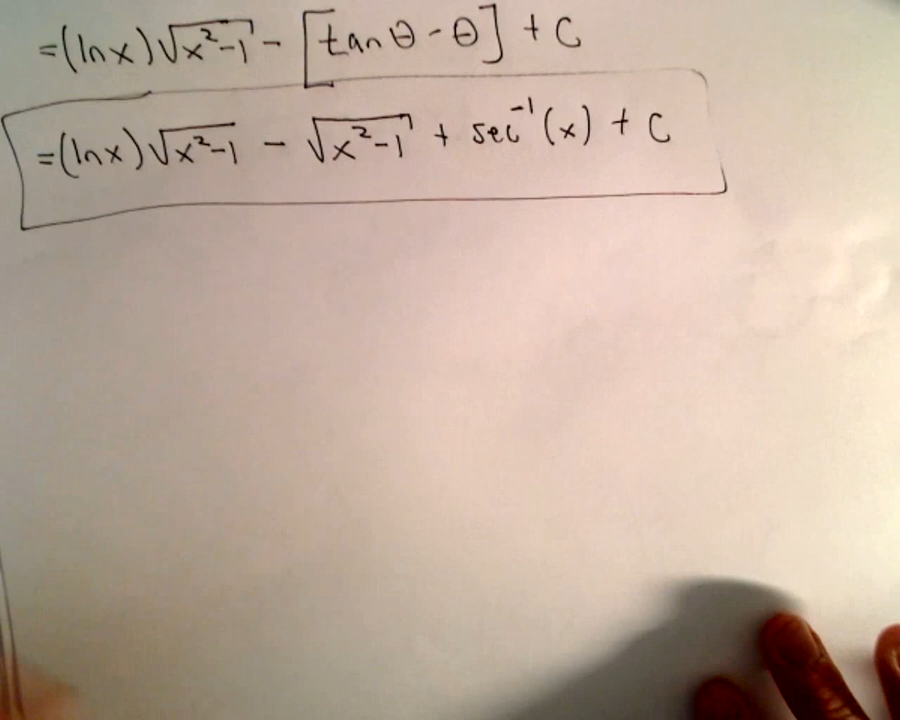 =(ln x)√x²-1 - [tan θ - θ] + C
=(ln x)√x²-1 - √x²-1 + sec⁻¹(x) + C